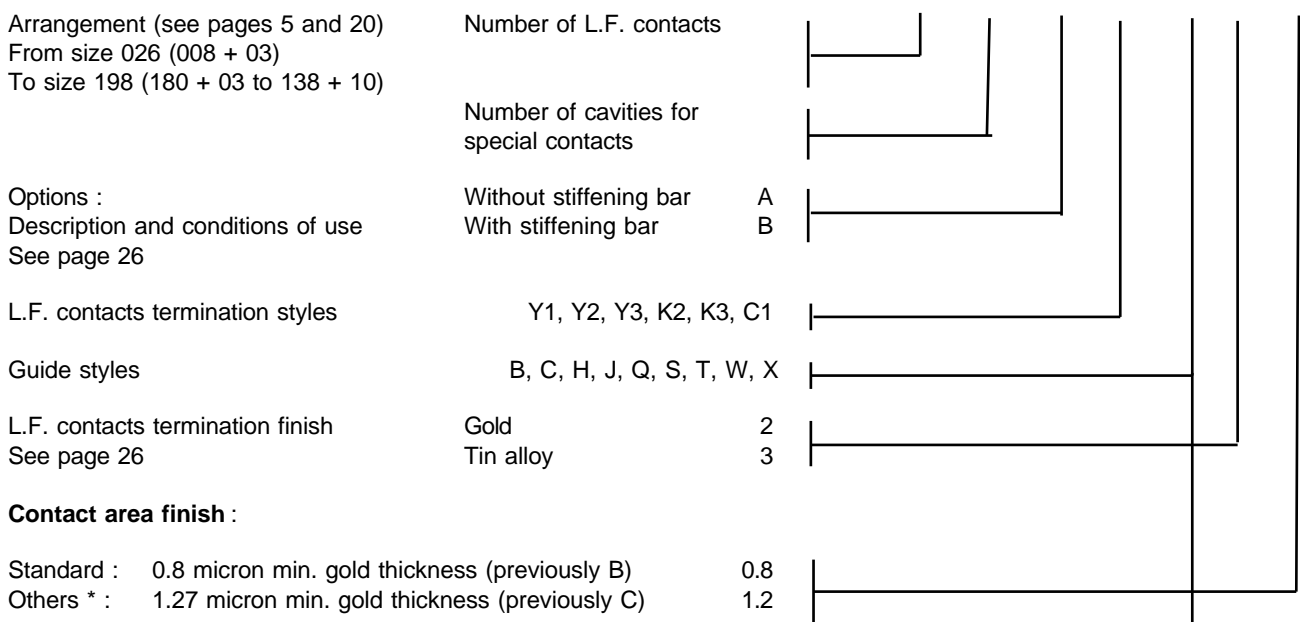 Arrangement (see pages 5 and 20) Number of L.F. contacts
From size 026 (008 + 03)
To size 198 (180 + 03 to 138 + 10)
Number of cavities for
special contacts
Options : Without stiffening bar A
Description and conditions of use With stiffening bar B
See page 26
L.F. contacts termination styles Y1, Y2, Y3, K2, K3, C1
Guide styles B, C, H, J, Q, S, T, W, X
L.F. contacts termination finish Gold 2
See page 26 Tin alloy 3
Contact area finish :
Standard : 0.8 micron min. gold thickness (previously B) 0.8
Others * : 1.27 micron min. gold thickness (previously C) 1.2